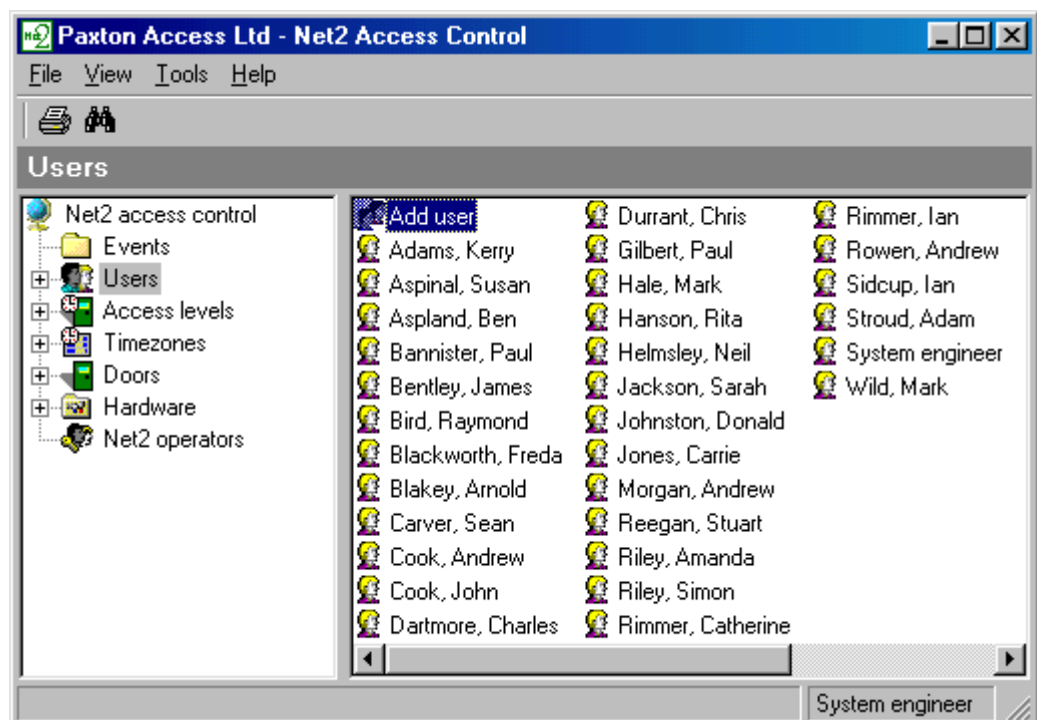 Net2
Paxton Access Ltd - Net2 Access Control
File View Tools Help
Users
Net2 access control
Events
Users
Access levels
Timezones
Doors
Hardware
Net2 operators
Add user
Adams, Kerry
Aspinal, Susan
Aspland, Ben
Bannister, Paul
Bentley, James
Bird, Raymond
Blackworth, Freda
Blakey, Arnold
Carver, Sean
Cook, Andrew
Cook, John
Dartmore, Charles
Durrant, Chris
Gilbert, Paul
Hale, Mark
Hanson, Rita
Helmsley, Neil
Jackson, Sarah
Johnston, Donald
Jones, Carrie
Morgan, Andrew
Reegan, Stuart
Riley, Amanda
Riley, Simon
Rimmer, Catherine
Rimmer, Ian
Rowen, Andrew
Sidcup, Ian
Stroud, Adam
System engineer
Wild, Mark
System engineer